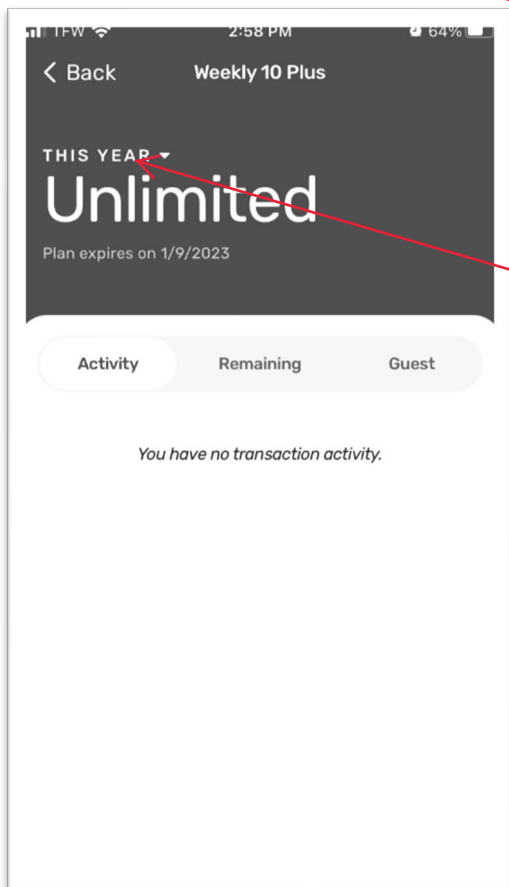 TFW 2:58 PM 64%
Back Weekly 10 Plus
THIS YEAR
Unlimited
Plan expires on 1/9/2023
Activity Remaining Guest
You have no transaction activity.